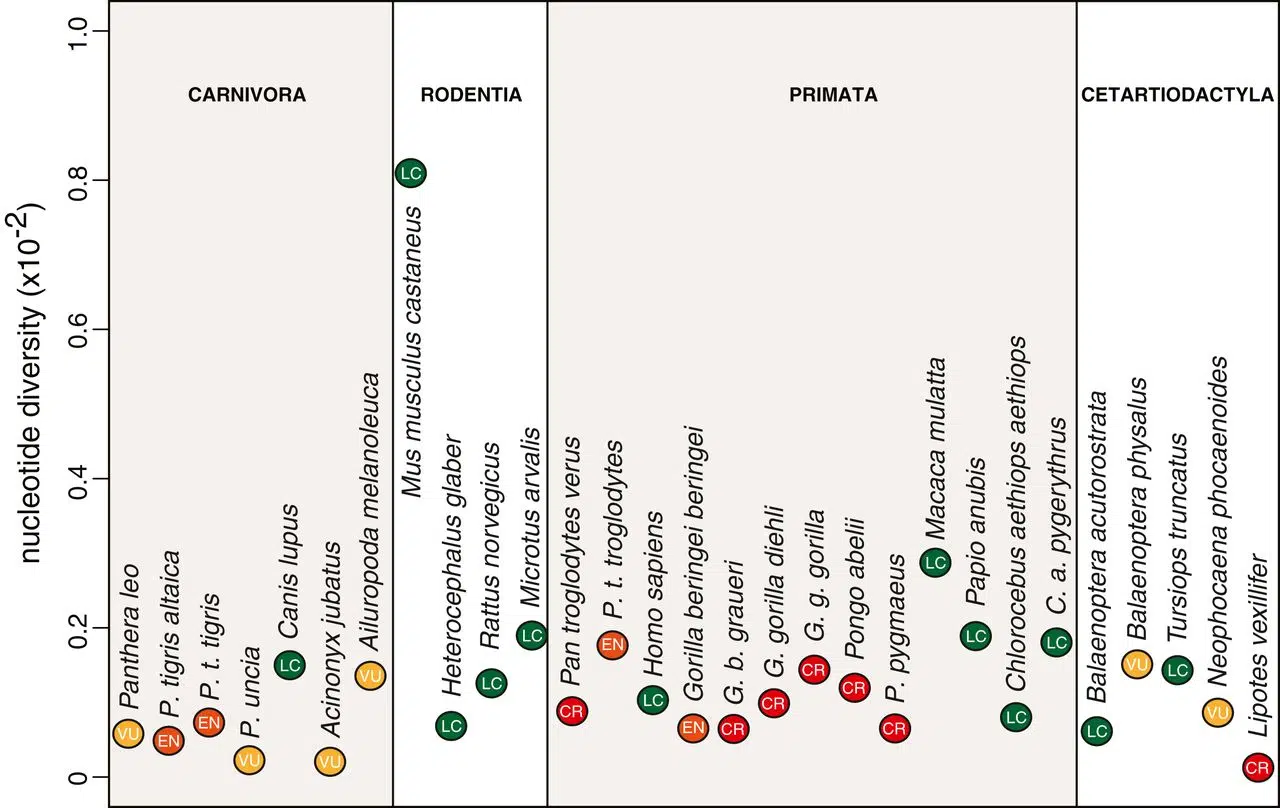 nucleotide diversity (x10-2)
1.0
0.8
0.6
0.4
0.2
0
CARNIVORA
Panthera leo
VU
P. tigris altaica
EN
P. t. tigris
EN
P. uncia
VU
Canis lupus
LC
Acinonyx jubatus
VU
Ailuropoda melanoleuca
VU
RODENTIA
LC
Mus musculus castaneus
Heterocephalus glaber
LC
Rattus norvegicus
LC
Microtus arvalis
LC
PRIMATA
Pan troglodytes verus
CR
P. t. troglodytes
EN
Homo sapiens
LC
Gorilla beringei beringei
EN
G. b. graueri
CR
G. gorilla diehli
CR
G. g. gorilla
CR
Pongo abelii
CR
P. pygmaeus
CR
Macaca mulatta
LC
Papio anubis
LC
Chlorocebus aethiops aethiops
LC
C. a. pygerythrus
LC
CETARTIODACTYLA
Balaenoptera acutorostrata
LC
Balaenoptera physalus
VU
Tursiops truncatus
LC
Neophocaena phocaenoides
VU
Lipotes vexillifer
CR